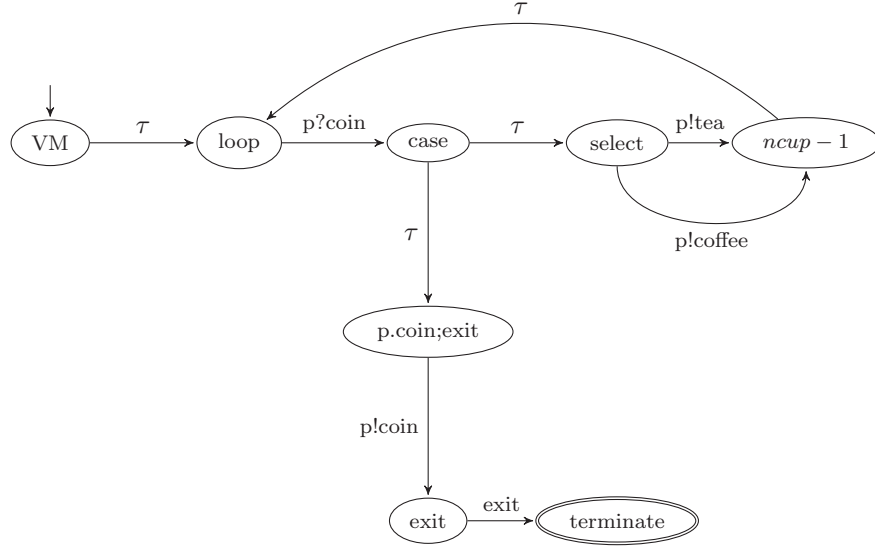 τ
VM
τ
loop
p?coin
case
τ
select
p!tea
ncup − 1
p!coffee
τ
p.coin;exit
p!coin
exit
exit
terminate